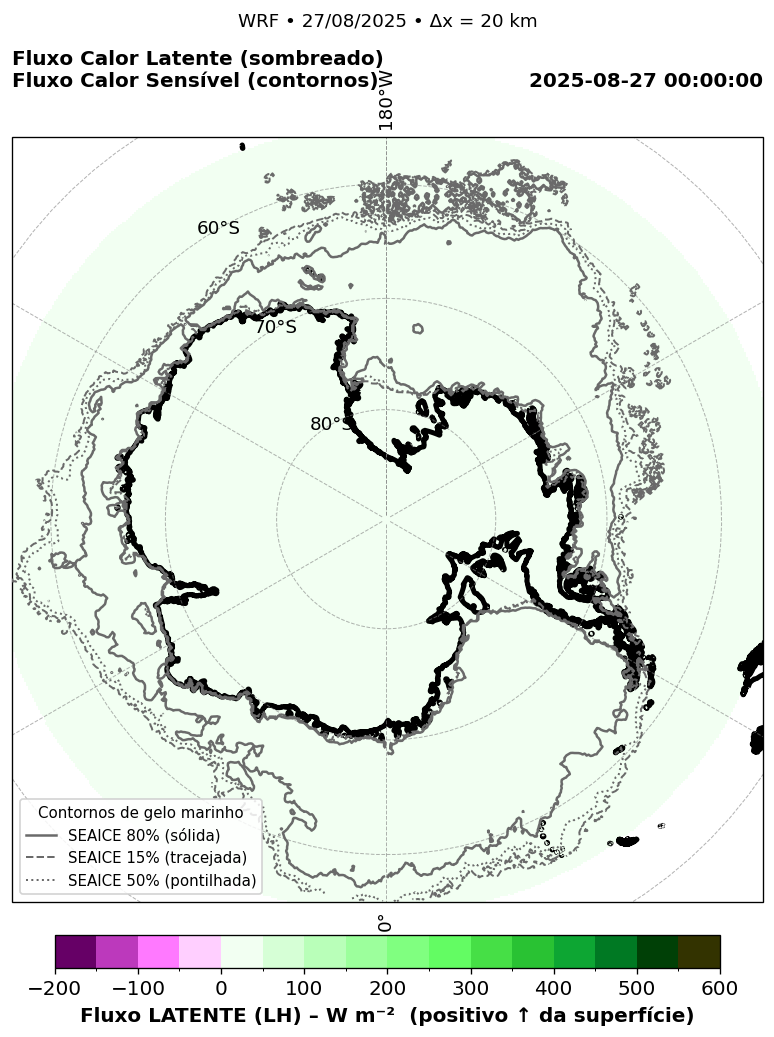 WRF • 27/08/2025 • Δx = 20 km
Fluxo Calor Latente (sombreado)
Fluxo Calor Sensível (contornos)
2025-08-27 00:00:00
180°W
60°S
70°S
80°S
Contornos de gelo marinho
SEAICE 80% (sólida)
SEAICE 15% (tracejada)
SEAICE 50% (pontilhada)
0°
−200 −100 0 100 200 300 400 500 600
Fluxo LATENTE (LH) – W m⁻² (positivo ↑ da superfície)